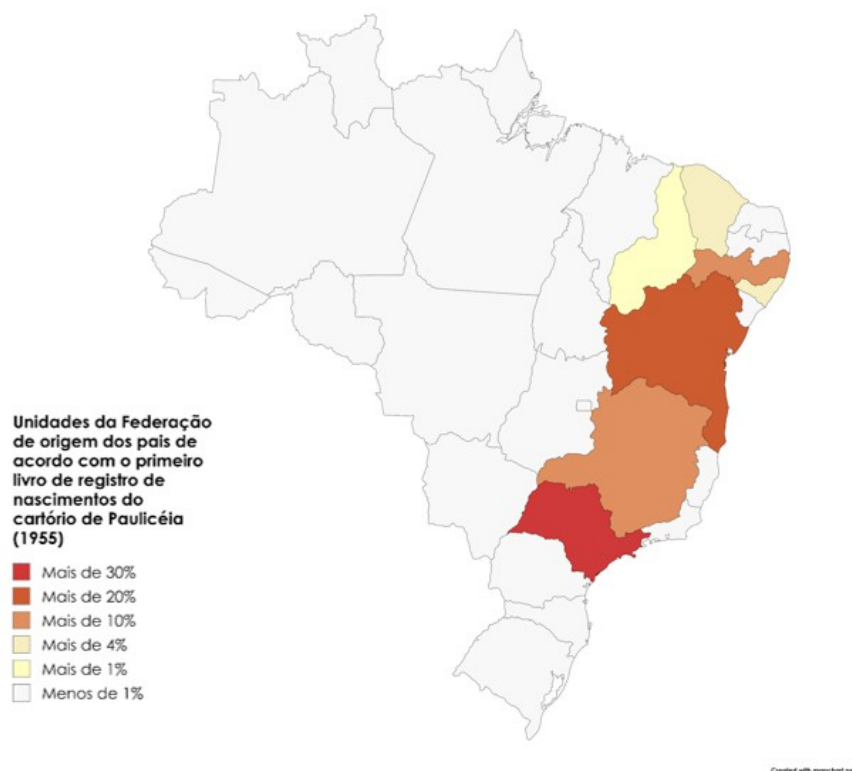 Unidades da Federação
de origem dos pais de
acordo com o primeiro
livro de registro de
nascimentos do
cartório de Paulicéia
(1955)
Mais de 30%
Mais de 20%
Mais de 10%
Mais de 4%
Mais de 1%
Menos de 1%
Created with